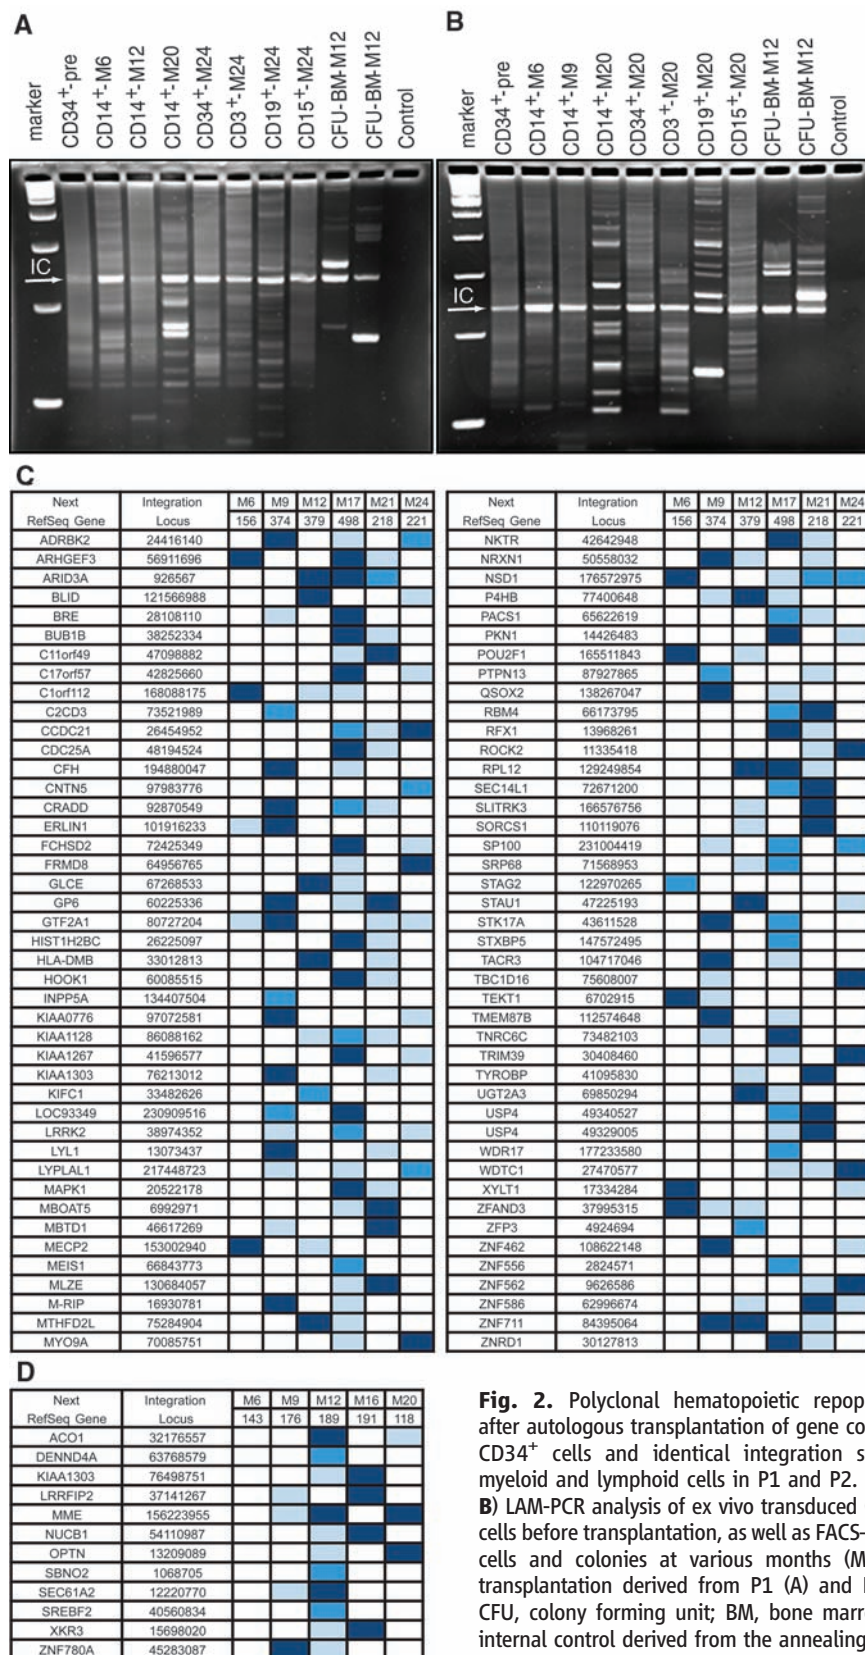 A
marker
CD34+-pre
CD14+-M6
CD14+-M12
CD14+-M20
CD34+-M24
CD3+-M24
CD19+-M24
CD15+-M24
CFU-BM-M12
CFU-BM-M12
Control
IC
B
marker
CD34+-pre
CD14+-M6
CD14+-M9
CD14+-M20
CD34+-M20
CD3+-M20
CD19+-M20
CD15+-M20
CFU-BM-M12
CFU-BM-M12
Control
IC
C
Next Integration M6 M9 M12 M17 M21 M24
RefSeq Gene Locus 156 374 379 498 218 221
ADRBK2 24416140
ARHGEF3 56911696
ARID3A 926567
BLID 121566988
BRE 28108110
BUB1B 38252334
C11orf49 47098882
C17orf57 42825660
C1orf112 168088175
C2CD3 73521989
CCDC21 26454952
CDC25A 48194524
CFH 194880047
CNTN5 97983776
CRADD 92870549
ERLIN1 101916233
FCHSD2 72425349
FRMD8 64956765
GLCE 67268533
GP6 60225336
GTF2A1 80727204
HIST1H2BC 26225097
HLA-DMB 33012813
HOOK1 60085515
INPP5A 134407504
KIAA0776 97072581
KIAA1128 86088162
KIAA1267 41596577
KIAA1303 76213012
KIFC1 33482626
LOC93349 230909516
LRRK2 38974352
LYL1 13073437
LYPLAL1 217448723
MAPK1 20522178
MBOAT5 6992971
MBTD1 46617269
MECP2 153002940
MEIS1 66843773
MLZE 130684057
M-RIP 16930781
MTHFD2L 75284904
MYO9A 70085751
Next Integration M6 M9 M12 M17 M21 M24
RefSeq Gene Locus 156 374 379 498 218 221
NKTR 42642948
NRXN1 50558032
NSD1 176572975
P4HB 77400648
PACS1 65622619
PKN1 14426483
POU2F1 165511843
PTPN13 87927865
QSOX2 138267047
RBM4 66173795
RFX1 13968261
ROCK2 11335418
RPL12 129249854
SEC14L1 72671200
SLITRK3 166576756
SORCS1 110119076
SP100 231004419
SRP68 71568953
STAG2 122970265
STAU1 47225193
STK17A 43611528
STXBP5 147572495
TACR3 104717046
TBC1D16 75608007
TEKT1 6702915
TMEM87B 112574648
TNRC6C 73482103
TRIM39 30408460
TYROBP 41095830
UGT2A3 69850294
USP4 49340527
USP4 49329005
WDR17 177233580
WDTC1 27470577
XYLT1 17334284
ZFAND3 37995315
ZFP3 4924694
ZNF462 108622148
ZNF556 2824571
ZNF562 9626586
ZNF586 62996674
ZNF711 84395064
ZNRD1 30127813
D
Next Integration M6 M9 M12 M16 M20
RefSeq Gene Locus 143 176 189 191 118
ACO1 32176557
DENND4A 63768579
KIAA1303 76498751
LRRFIP2 37141267
MME 156223955
NUCB1 54110987
OPTN 13209089
SBNO2 1068705
SEC61A2 12220770
SREBF2 40560834
XKR3 15698020
ZNF780A 45283087
Fig. 2. Polyclonal hematopoietic repop
after autologous transplantation of gene co
CD34+ cells and identical integration s
myeloid and lymphoid cells in P1 and P2.
B) LAM-PCR analysis of ex vivo transduced
cells before transplantation, as well as FACS-
cells and colonies at various months (M
transplantation derived from P1 (A) and
CFU, colony forming unit; BM, bone marr
internal control derived from the annealing